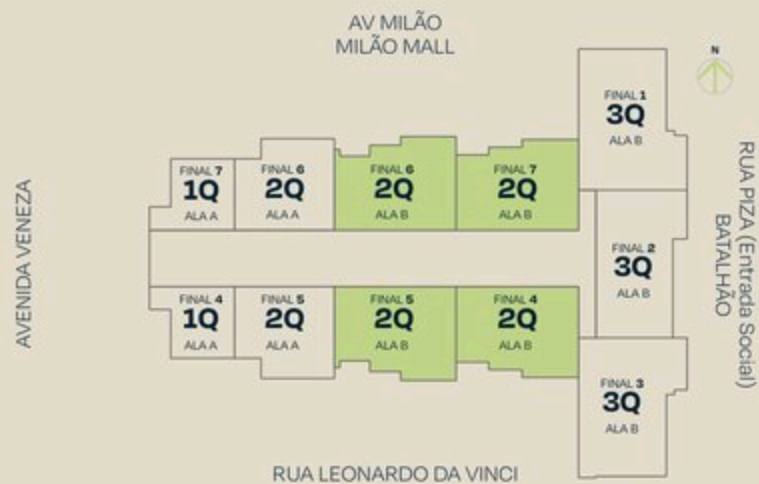 AV MILÃO
MILÃO MALL
N
FINAL 1
3Q
ALA B
FINAL 7
1Q
ALA A
FINAL 6
2Q
ALA A
FINAL 6
2Q
ALA B
FINAL 7
2Q
ALA B
AVENIDA VENEZA
RUA PIZA (Entrada Social)
BATALHÃO
FINAL 2
3Q
ALA B
FINAL 4
1Q
ALA A
FINAL 5
2Q
ALA A
FINAL 5
2Q
ALA B
FINAL 4
2Q
ALA B
FINAL 3
3Q
ALA B
RUA LEONARDO DA VINCI